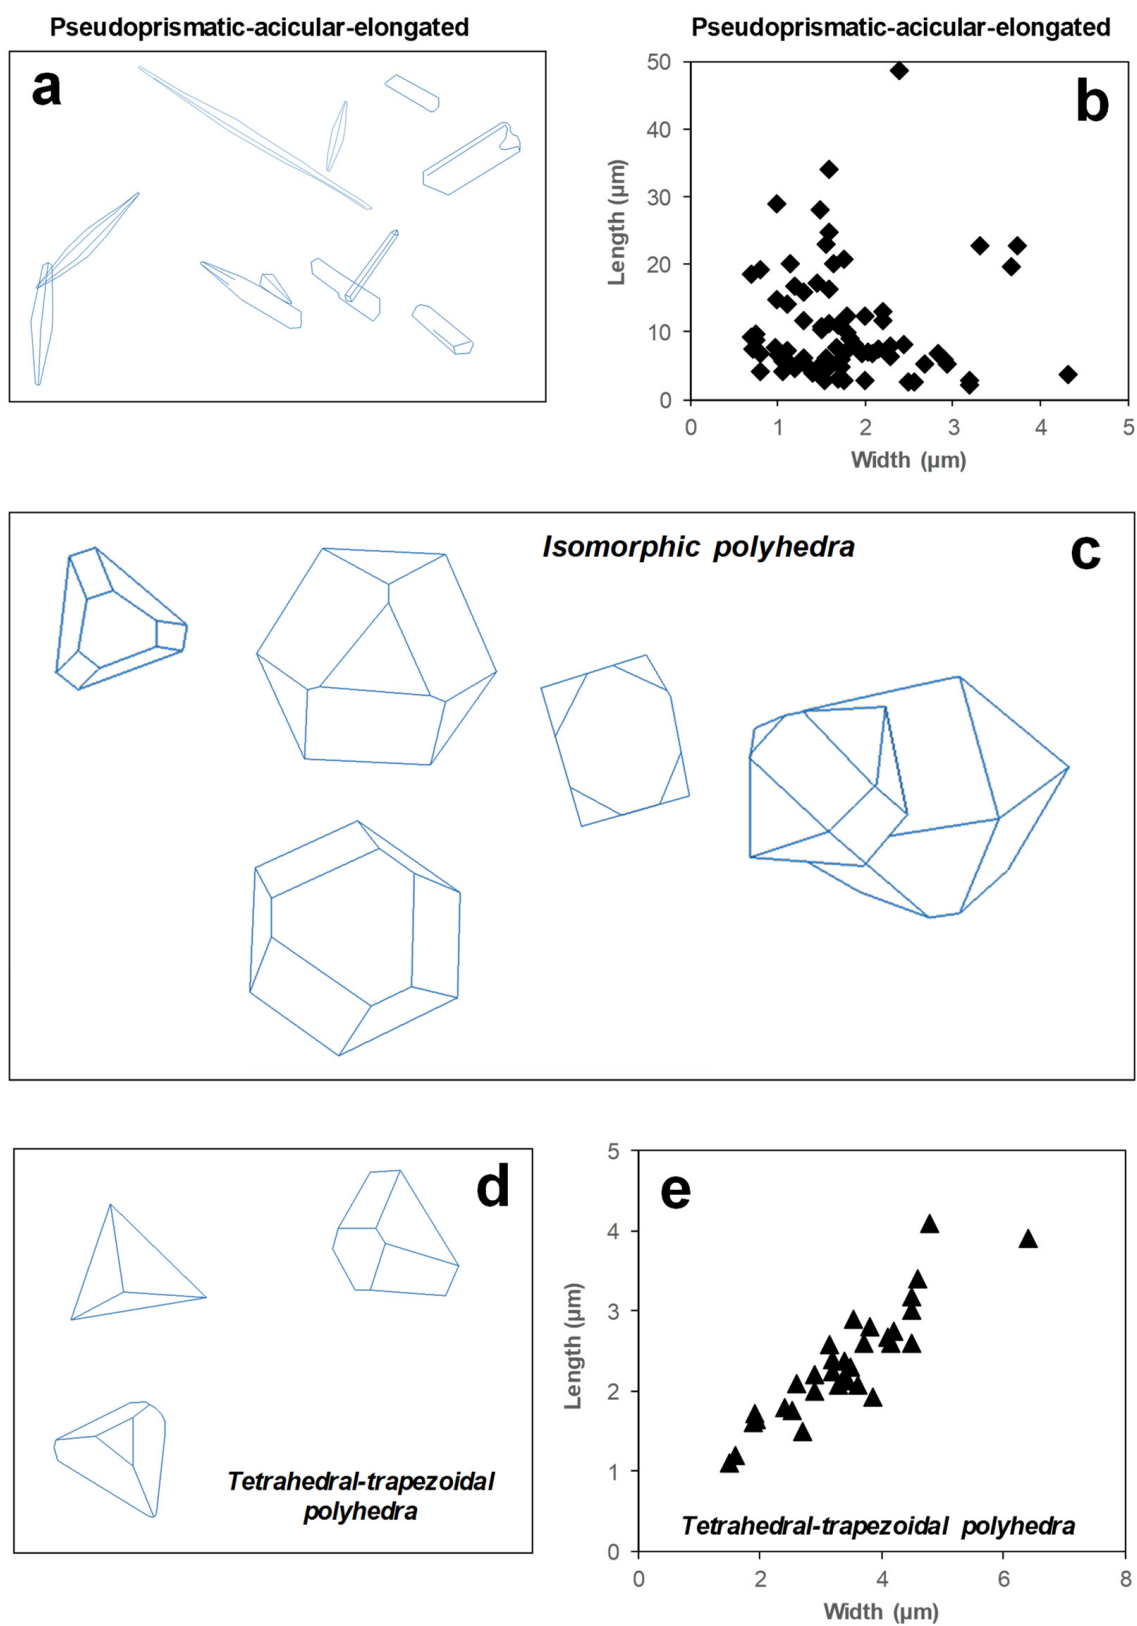 Pseudoprismatic-acicular-elongated
a
Pseudoprismatic-acicular-elongated
b
50
40
30
20
10
0
Length (µm)
0 1 2 3 4 5
Width (µm)
Isomorphic polyhedra
c
d
Tetrahedral-trapezoidal
polyhedra
e
5
4
3
2
1
0
Length (µm)
Tetrahedral-trapezoidal polyhedra
0 2 4 6 8
Width (µm)